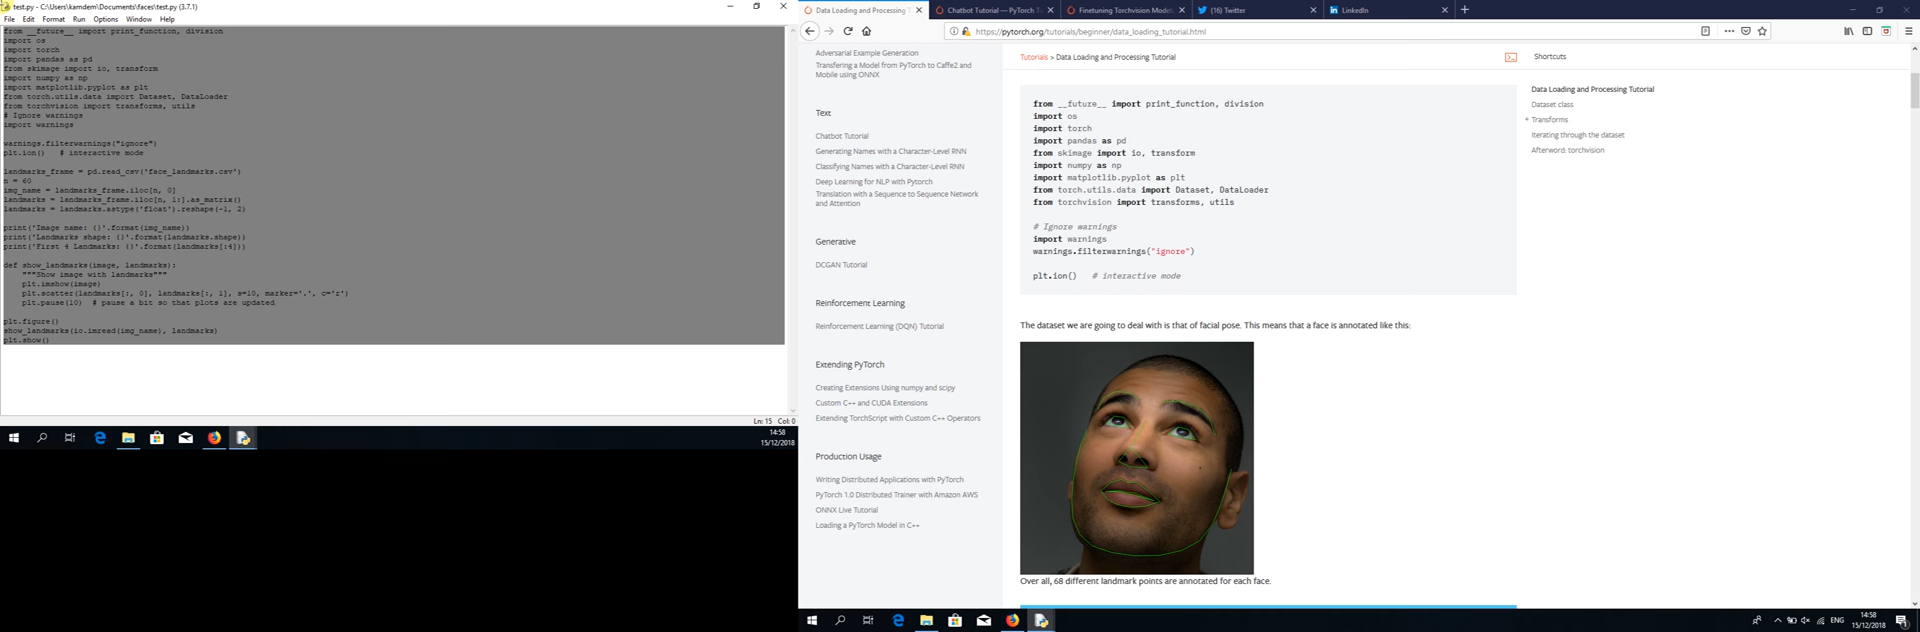 test.py - C:\Users\kamdem\Documents\faces\test.py (3.7.1)
File Edit Format Run Options Window Help
from __future__ import print_function, division
import os
import torch
import pandas as pd
from skimage import io, transform
import numpy as np
import matplotlib.pyplot as plt
from torch.utils.data import Dataset, DataLoader
from torchvision import transforms, utils
# Ignore warnings
import warnings
warnings.filterwarnings("ignore")
plt.ion()   # interactive mode
landmarks_frame = pd.read_csv('face_landmarks.csv')
n = 60
img_name = landmarks_frame.iloc[n, 0]
landmarks = landmarks_frame.iloc[n, 1:].as_matrix()
landmarks = landmarks.astype('float').reshape(-1, 2)
print('Image name: {}'.format(img_name))
print('Landmarks shape: {}'.format(landmarks.shape))
print('First 4 Landmarks: {}'.format(landmarks[:4]))
def show_landmarks(image, landmarks):
    """Show image with landmarks"""
    plt.imshow(image)
    plt.scatter(landmarks[:, 0], landmarks[:, 1], s=10, marker='.', c='r')
    plt.pause(10)  # pause a bit so that plots are updated
plt.figure()
show_landmarks(io.imread(img_name), landmarks)
plt.show()
Ln: 15 Col: 0
14:58
15/12/2018
Data Loading and Processing T
Chatbot Tutorial — PyTorch Tu
Finetuning Torchvision Models
(16) Twitter
LinkedIn
https://pytorch.org/tutorials/beginner/data_loading_tutorial.html
Adversarial Example Generation
Transfering a Model from PyTorch to Caffe2 and
Mobile using ONNX
Text
Chatbot Tutorial
Generating Names with a Character-Level RNN
Classifying Names with a Character-Level RNN
Deep Learning for NLP with Pytorch
Translation with a Sequence to Sequence Network
and Attention
Generative
DCGAN Tutorial
Reinforcement Learning
Reinforcement Learning (DQN) Tutorial
Extending PyTorch
Creating Extensions Using numpy and scipy
Custom C++ and CUDA Extensions
Extending TorchScript with Custom C++ Operators
Production Usage
Writing Distributed Applications with PyTorch
PyTorch 1.0 Distributed Trainer with Amazon AWS
ONNX Live Tutorial
Loading a PyTorch Model in C++
Tutorials > Data Loading and Processing Tutorial
from __future__ import print_function, division
import os
import torch
import pandas as pd
from skimage import io, transform
import numpy as np
import matplotlib.pyplot as plt
from torch.utils.data import Dataset, DataLoader
from torchvision import transforms, utils
# Ignore warnings
import warnings
warnings.filterwarnings("ignore")
plt.ion()   # interactive mode
The dataset we are going to deal with is that of facial pose. This means that a face is annotated like this:
Over all, 68 different landmark points are annotated for each face.
Shortcuts
Data Loading and Processing Tutorial
Dataset class
+ Transforms
Iterating through the dataset
Afterword: torchvision
ENG
14:58
15/12/2018